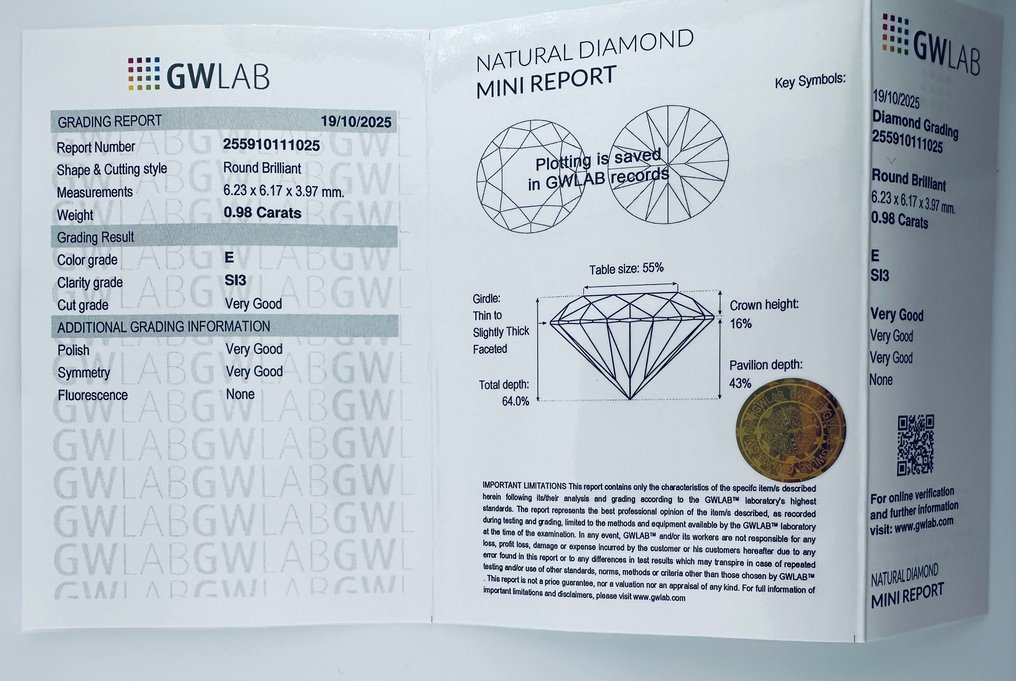 GWLAB
GRADING REPORT 19/10/2025
Report Number 255910111025
Shape & Cutting style Round Brilliant
Measurements 6.23 x 6.17 x 3.97 mm.
Weight 0.98 Carats
Grading Result
Color grade E
Clarity grade SI3
Cut grade Very Good
ADDITIONAL GRADING INFORMATION
Polish Very Good
Symmetry Very Good
Fluorescence None
NATURAL DIAMOND
MINI REPORT
Key Symbols:
Plotting is saved
in GWLAB records
Table size: 55%
Girdle:
Thin to
Slightly Thick
Faceted
Crown height:
16%
Pavilion depth:
43%
Total depth:
64.0%
IMPORTANT LIMITATIONS This report contains only the characteristics of the specifc item/s described
herein following its/their analysis and grading according to the GWLAB™ laboratory's highest
standards. The report represents the best professional opinion of the item/s described, as recorded
during testing and grading, limited to the methods and equipment available by the GWLAB™ laboratory
at the time of the examination. In any event, GWLAB™ and/or its workers are not responsible for any
loss, profit loss, damage or expense incurred by the customer or his customers hereafter due to any
error found in this report or to any differences in test results which may transpire in case of repeated
testing and/or use of other standards, norms, methods or criteria other than those chosen by GWLAB™
. This report is not a price guarantee, nor a valuation nor an appraisal of any kind. For full information of
important limitations and disclaimers, please visit www.gwlab.com
GWLAB
19/10/2025
Diamond Grading
255910111025
Round Brilliant
6.23 x 6.17 x 3.97 mm.
0.98 Carats
E
SI3
Very Good
Very Good
Very Good
None
For online verification
and further information
visit: www.gwlab.com
NATURAL DIAMOND
MINI REPORT